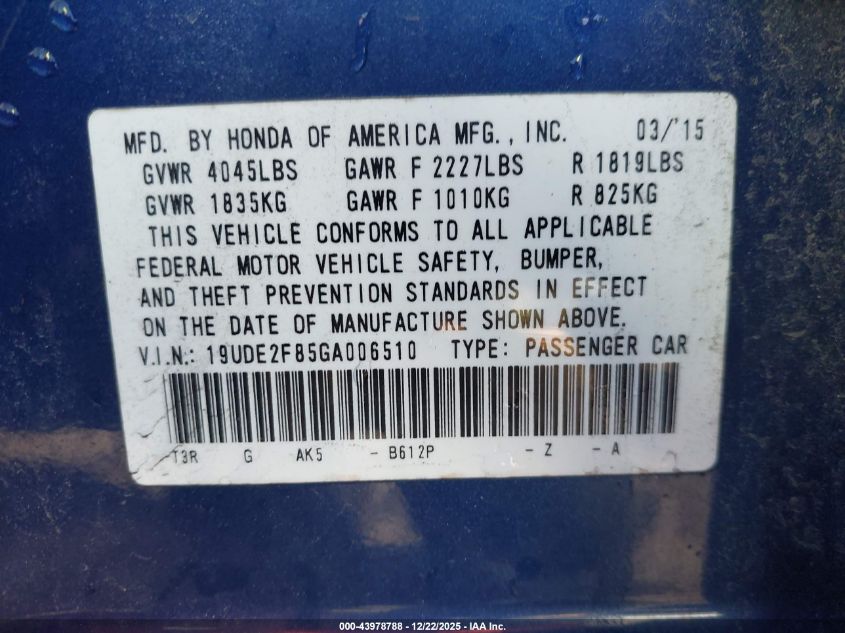 MFD. BY HONDA OF AMERICA MFG., INC. 03/'15
GVWR 4045LBS GAWR F 2227LBS R 1819LBS
GVWR 1835KG GAWR F 1010KG R 825KG
THIS VEHICLE CONFORMS TO ALL APPLICABLE
FEDERAL MOTOR VEHICLE SAFETY, BUMPER,
AND THEFT PREVENTION STANDARDS IN EFFECT
ON THE DATE OF MANUFACTURE SHOWN ABOVE.
V.I.N.: 19UDE2F85GA006510 TYPE: PASSENGER CAR
T3R G AK5 -B612P -Z -A
000-43978788 - 12/22/2025 - IAA Inc.